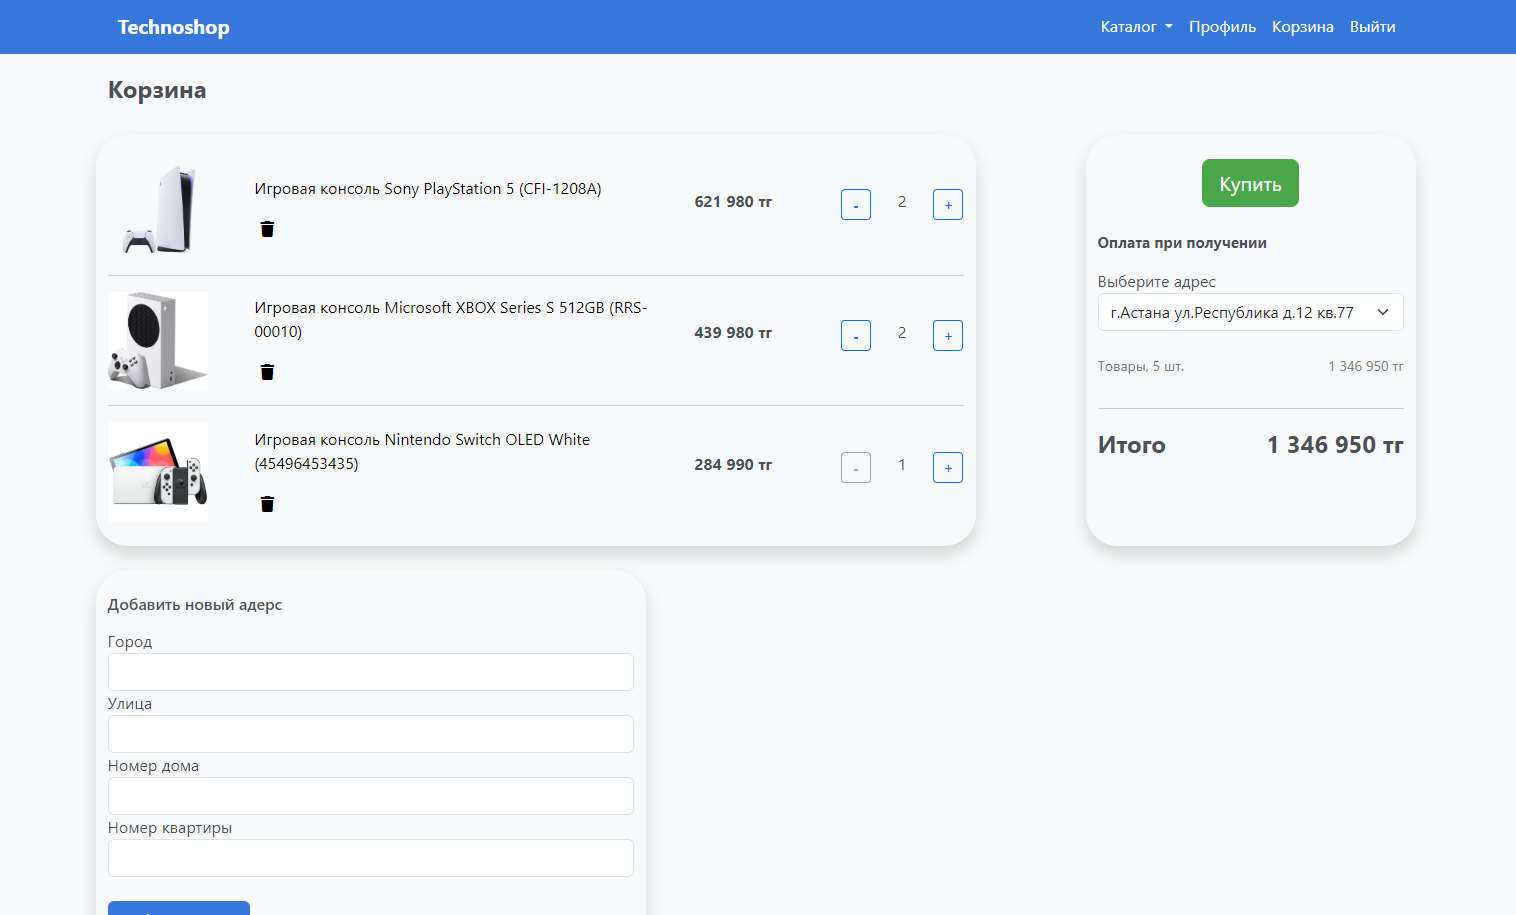 Technoshop
Каталог Профиль Корзина Выйти
Корзина
Игровая консоль Sony PlayStation 5 (CFI-1208A)
621 980 тг
- 2 +
Игровая консоль Microsoft XBOX Series S 512GB (RRS-
00010)
439 980 тг
- 2 +
Игровая консоль Nintendo Switch OLED White
(45496453435)
284 990 тг
- 1 +
Купить
Оплата при получении
Выберите адрес
г.Астана ул.Республика д.12 кв.77
Товары, 5 шт. 1 346 950 тг
Итого 1 346 950 тг
Добавить новый адерс
Город
Улица
Номер дома
Номер квартиры